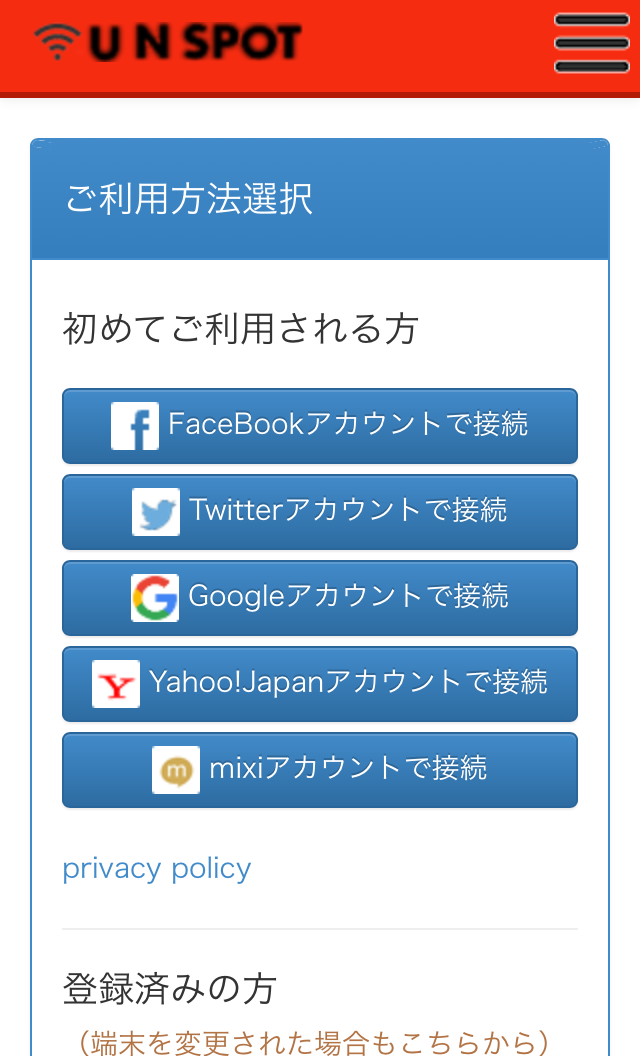 U N SPOT
ご利用方法選択
初めてご利用される方
FaceBookアカウントで接続
Twitterアカウントで接続
Googleアカウントで接続
Yahoo!Japanアカウントで接続
mixiアカウントで接続
privacy policy
登録済みの方
（端末を変更された場合もこちらから）